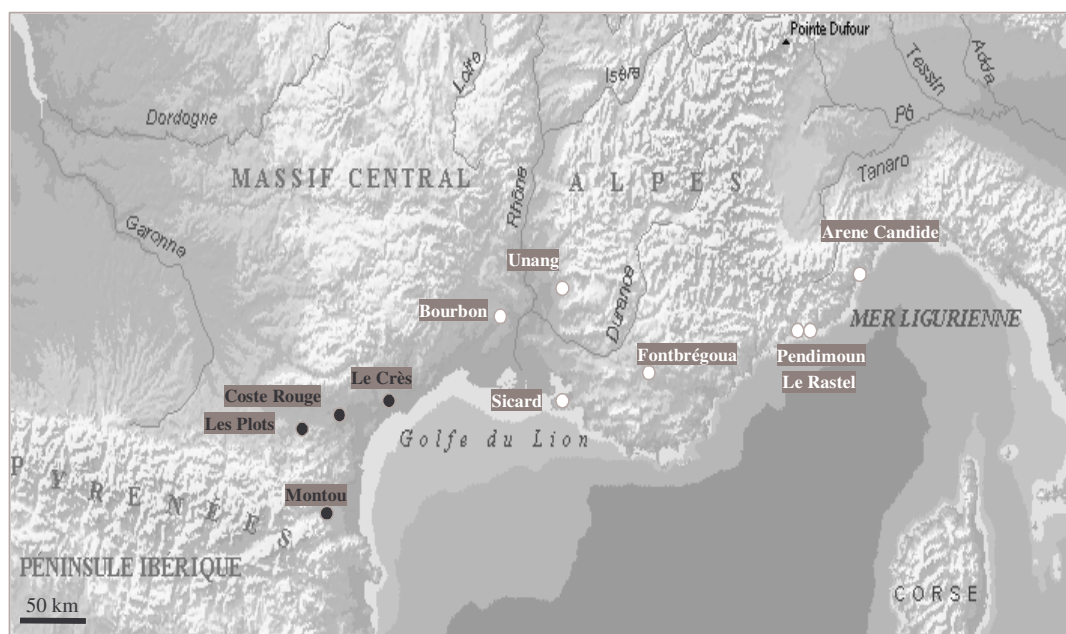 Pointe Dufour
Loire
Isère
Tessin
Adda
Dordogne
Pô
Tanaro
MASSIF CENTRAL
ALPES
Rhône
Garonne
Arene Candide
Unang
Durance
Bourbon
MER LIGURIENNE
Fontbrégoua
Pendimoun
Le Rastel
Le Crès
Coste Rouge
Sicard
Les Plots
Golfe du Lion
PYRENÉES
Montou
PÉNINSULE IBÉRIQUE
CORSE
50 km